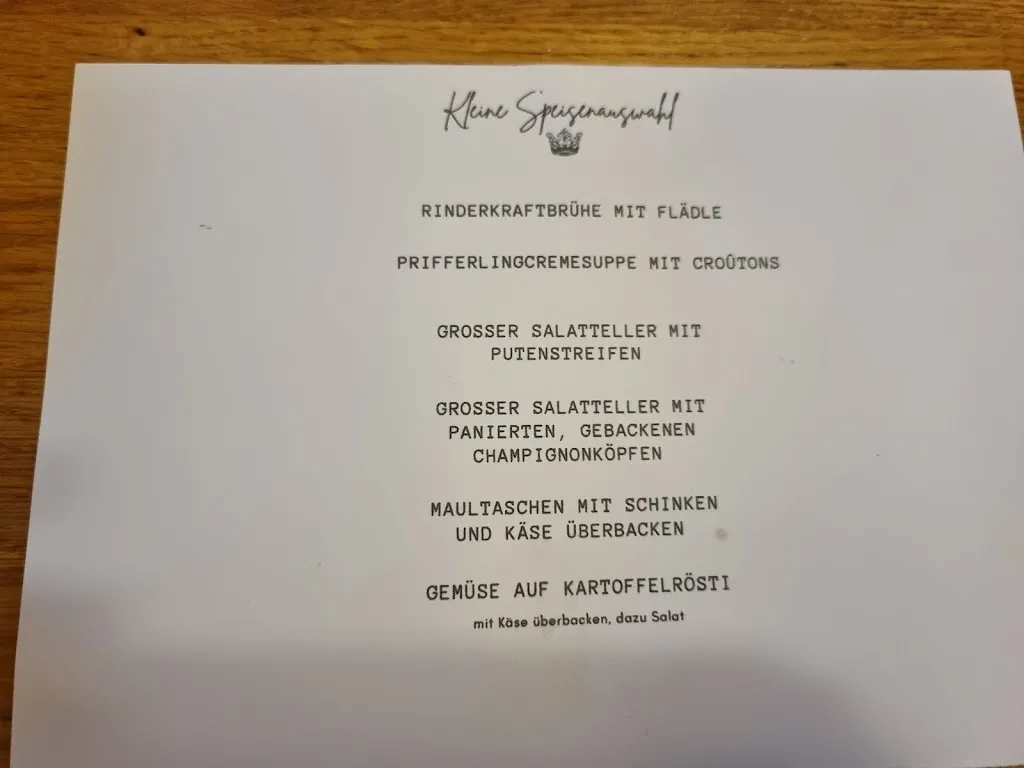 Kleine Speisenauswahl
RINDERKRAFTBRÜHE MIT FLÄDLE
PRIFFERLINGCREMESUPPE MIT CROÛTONS
GROSSER SALATTELLER MIT
PUTENSTREIFEN
GROSSER SALATTELLER MIT
PANIERTEN, GEBACKENEN
CHAMPIGNONKÖPFEN
MAULTASCHEN MIT SCHINKEN
UND KÄSE ÜBERBACKEN
GEMÜSE AUF KARTOFFELRÖSTI
mit Käse überbacken, dazu Salat